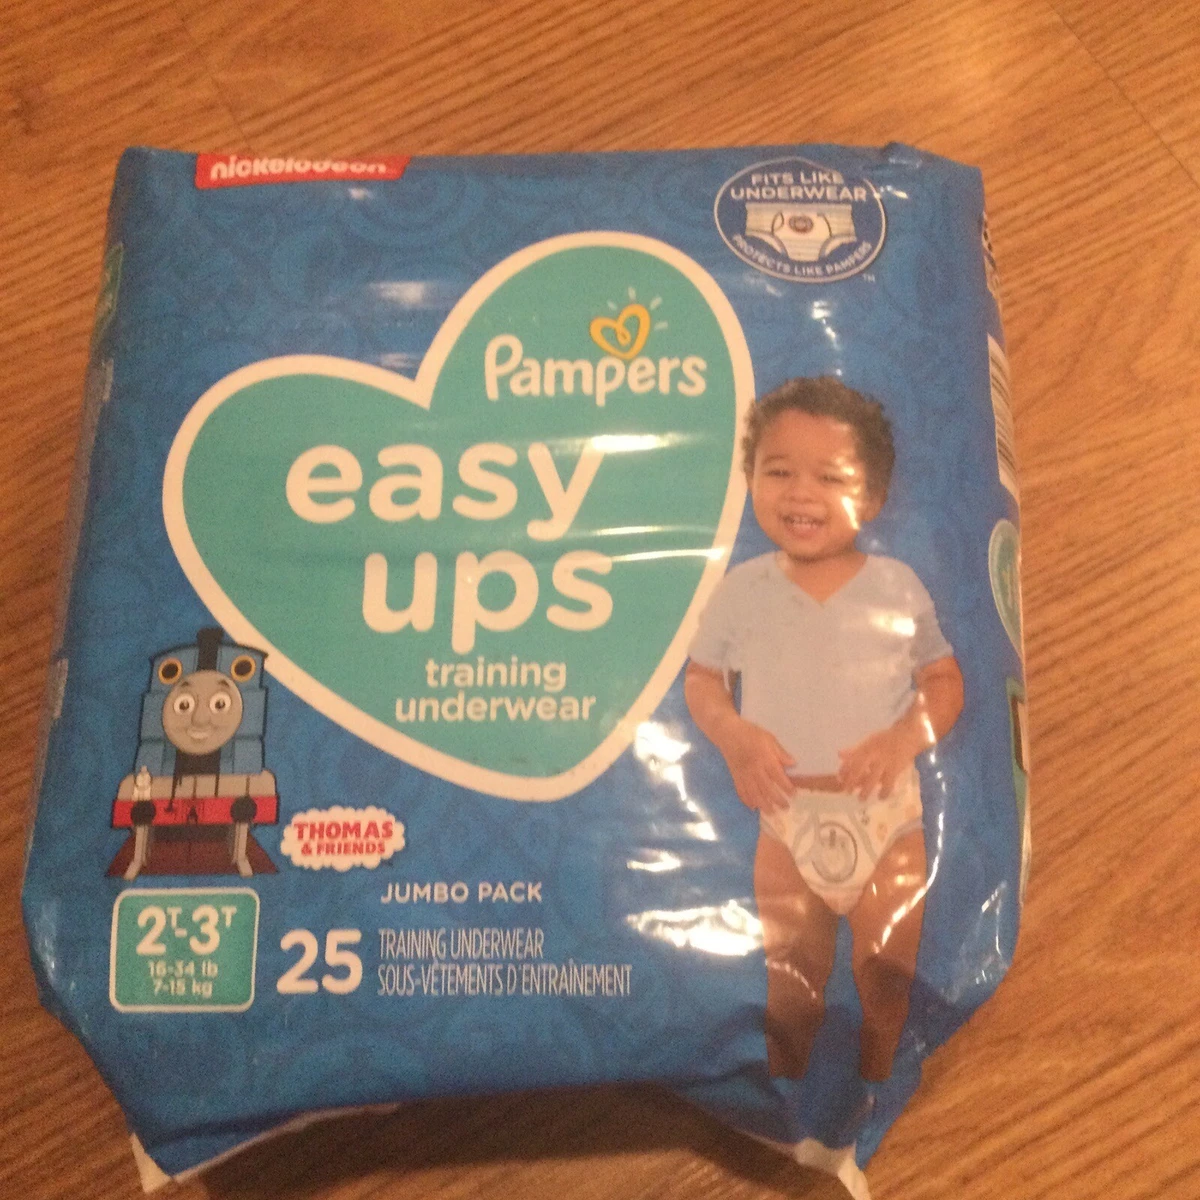 nickelodeon
FITS LIKE
UNDERWEAR
PROTECTS LIKE PAMPERS
TM
Pampers
easy
ups
training
underwear
THOMAS
& FRIENDS
JUMBO PACK
2T-3T
16-34 lb
7-15 kg
25
TRAINING UNDERWEAR
SOUS-VÊTEMENTS D'ENTRAÎNEMENT